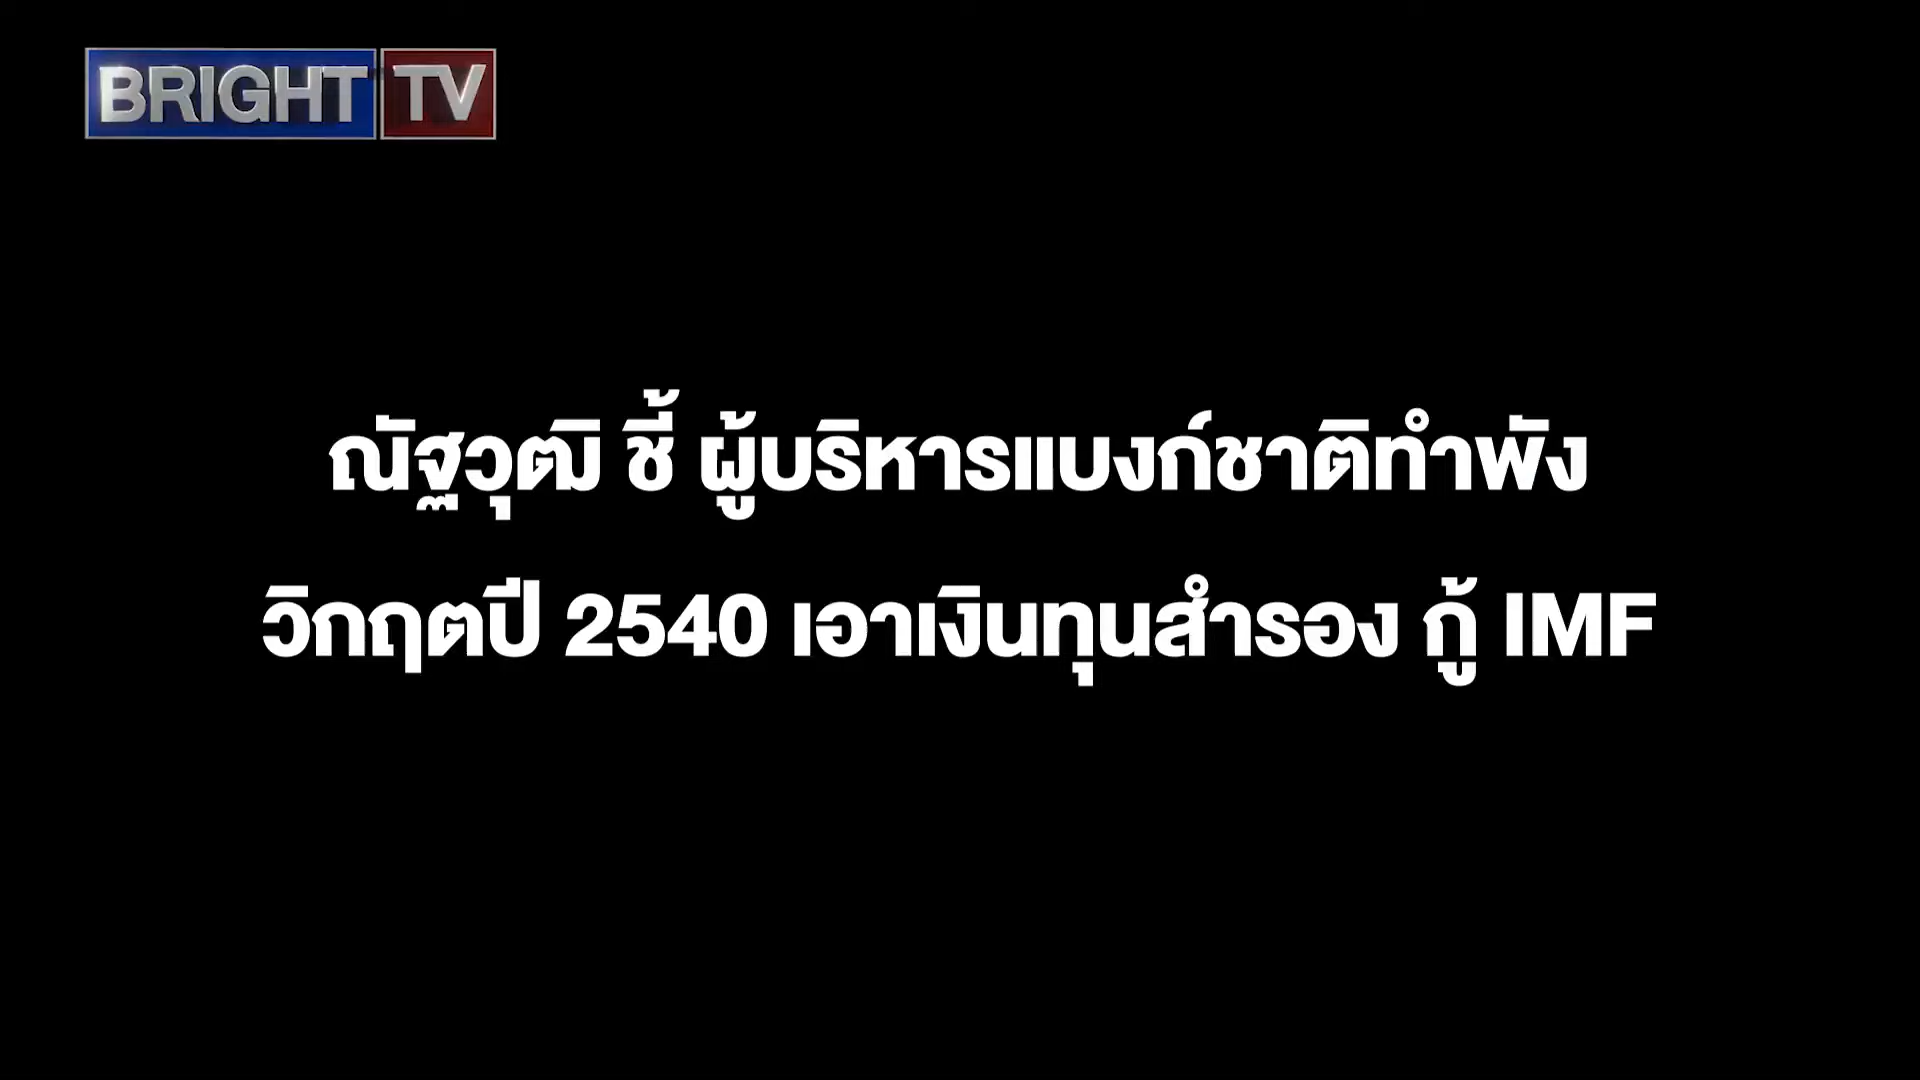 BRIGHT TV
ณัฐวุฒิ ชี้ ผู้บริหารแบงก์ชาติทำพัง
วิกฤตปี 2540 เอาเงินทุนสำรอง กู้ IMF